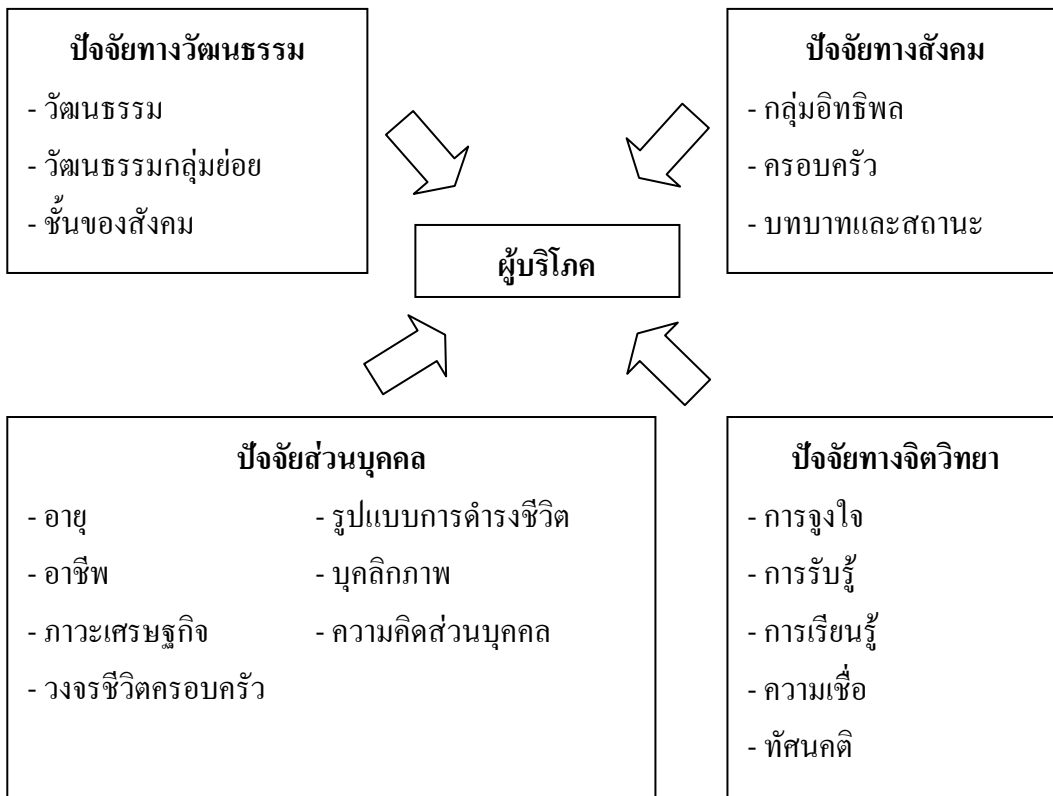 ปัจจัยทางวัฒนธรรม
- วัฒนธรรม
- วัฒนธรรมกลุ่มย่อย
- ชั้นของสังคม
ปัจจัยทางสังคม
- กลุ่มอิทธิพล
- ครอบครัว
- บทบาทและสถานะ
ผู้บริโภค
ปัจจัยส่วนบุคคล
- อายุ
- อาชีพ
- ภาวะเศรษฐกิจ
- วงจรชีวิตครอบครัว
- รูปแบบการดำรงชีวิต
- บุคลิกภาพ
- ความคิดส่วนบุคคล
ปัจจัยทางจิตวิทยา
- การจูงใจ
- การรับรู้
- การเรียนรู้
- ความเชื่อ
- ทัศนคติ